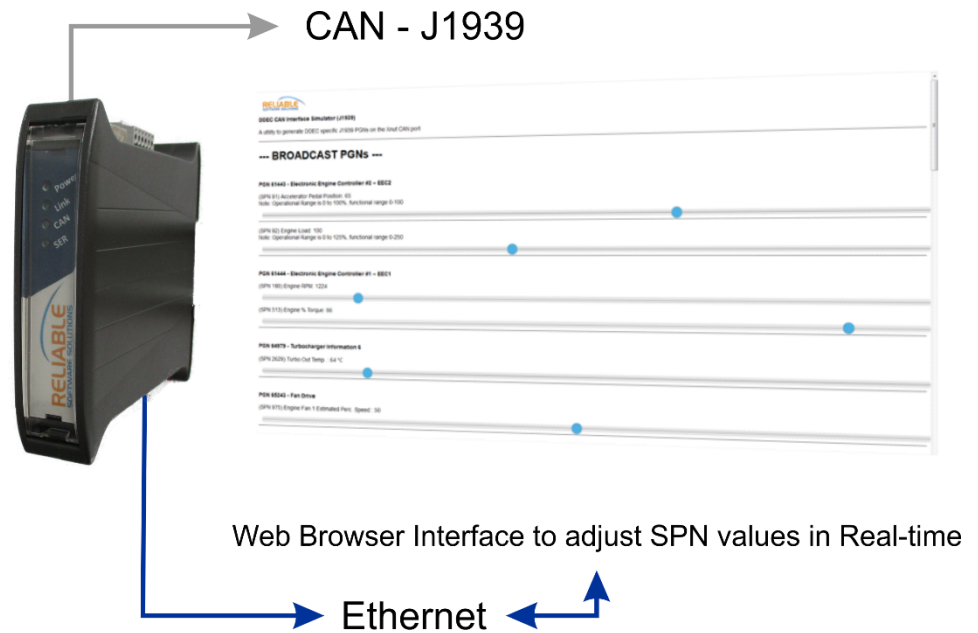 CAN - J1939
RELIABLE
SOFTWARE SOLUTIONS
DDEC CAN Interface Simulator (J1939)
A utility to generate DDEC specific J1939 PGNs on the Xinut CAN port
--- BROADCAST PGNs ---
PGN 61443 - Electronic Engine Controller #2 -- EEC2
(SPN 91) Accelerator Pedal Position: 65
Note: Operational Range is 0 to 100%, functional range 0-100
(SPN 92) Engine Load: 100
Note: Operational Range is 0 to 125%, functional range 0-250
PGN 61444 - Electronic Engine Controller #1 -- EEC1
(SPN 190) Engine RPM: 1224
(SPN 513) Engine % Torque: 86
PGN 64979 - Turbocharger Information 6
(SPN 2629) Turbo Out Temp. : 64 °C
PGN 65243 - Fan Drive
(SPN 975) Engine Fan 1 Estimated Perc. Speed : 50
Power
Link
CAN
SER
RELIABLE
SOFTWARE SOLUTIONS
Web Browser Interface to adjust SPN values in Real-time
Ethernet